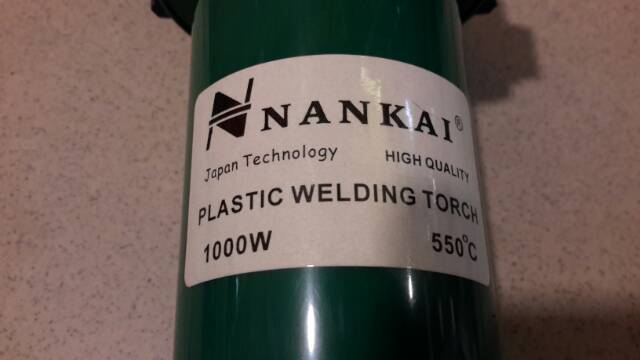 NANKAI®
Japan Technology HIGH QUALITY
PLASTIC WELDING TORCH
1000W 550°C